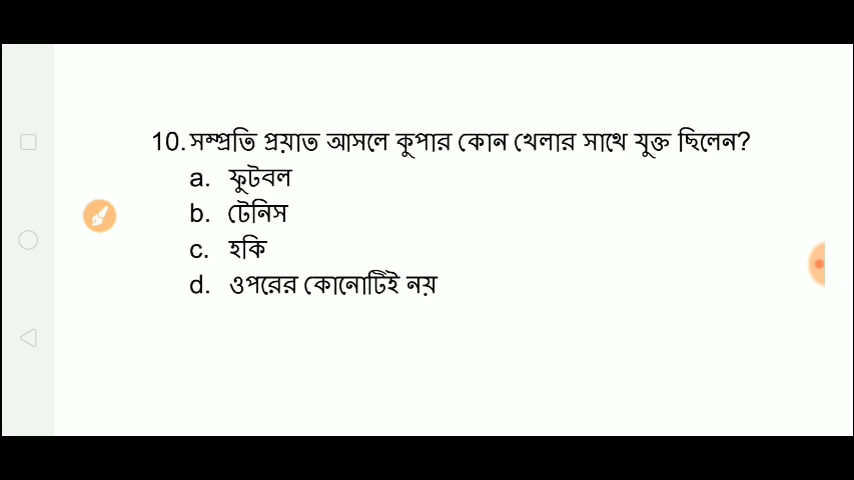 10. সম্প্রতি প্রয়াত আসলে কুপার কোন খেলার সাথে যুক্ত ছিলেন?
a. ফুটবল
b. টেনিস
c. হকি
d. ওপরের কোনোটিই নয়